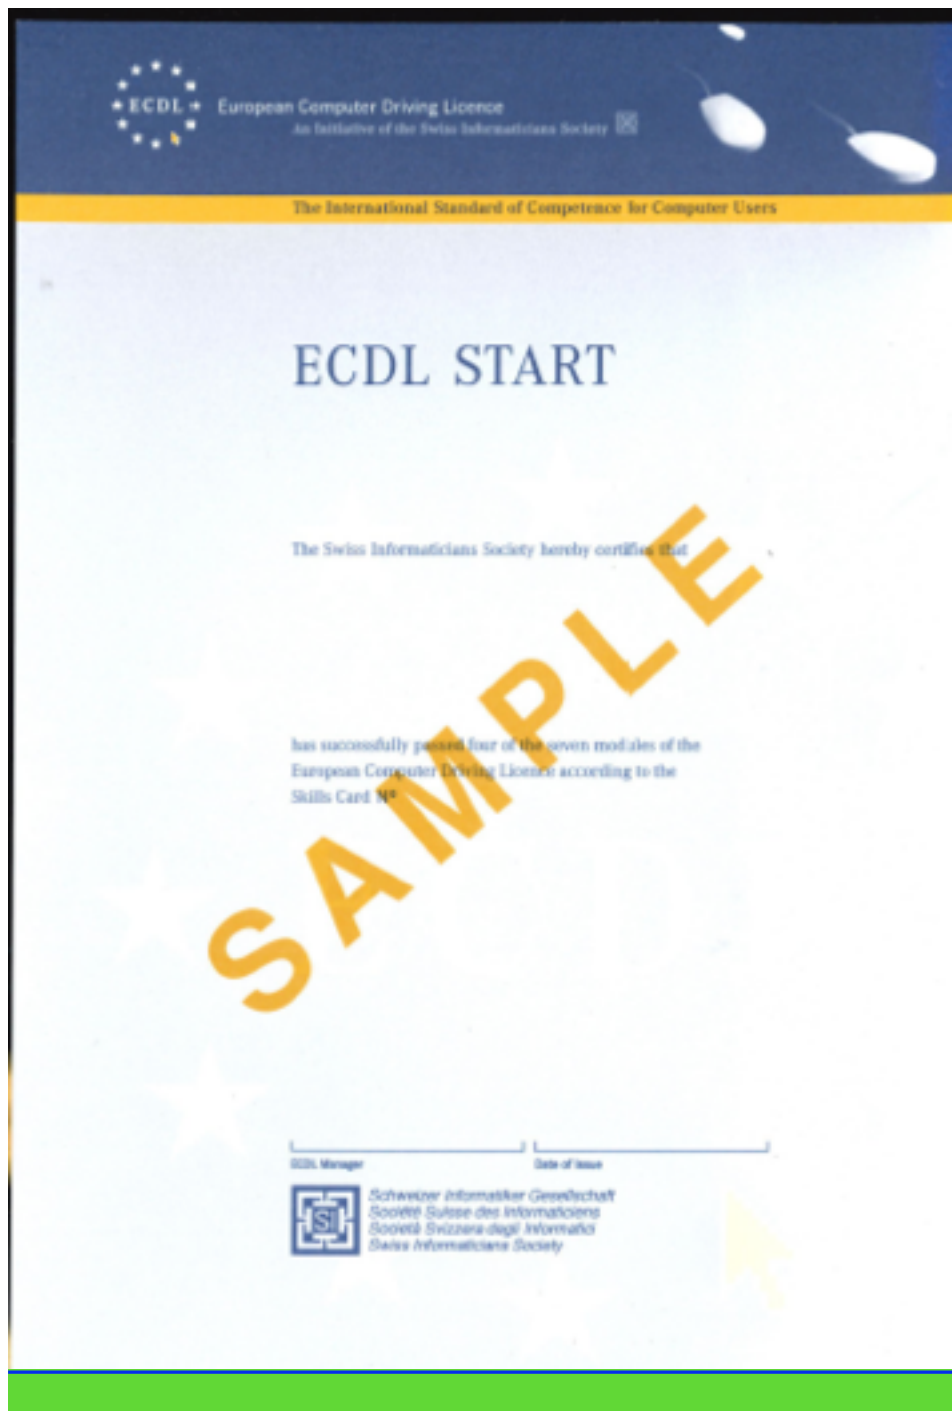 ECDL
European Computer Driving Licence
An Initiative of the Swiss Informaticians Society
The International Standard of Competence for Computer Users
ECDL START
The Swiss Informaticians Society hereby certifies that
has successfully passed four of the seven modules of the
European Computer Driving Licence according to the
Skills Card Nº
SAMPLE
ECDL Manager
Date of Issue
SI
Schweizer Informatiker Gesellschaft
Société Suisse des Informaticiens
Società Svizzera degli Informatici
Swiss Informaticians Society